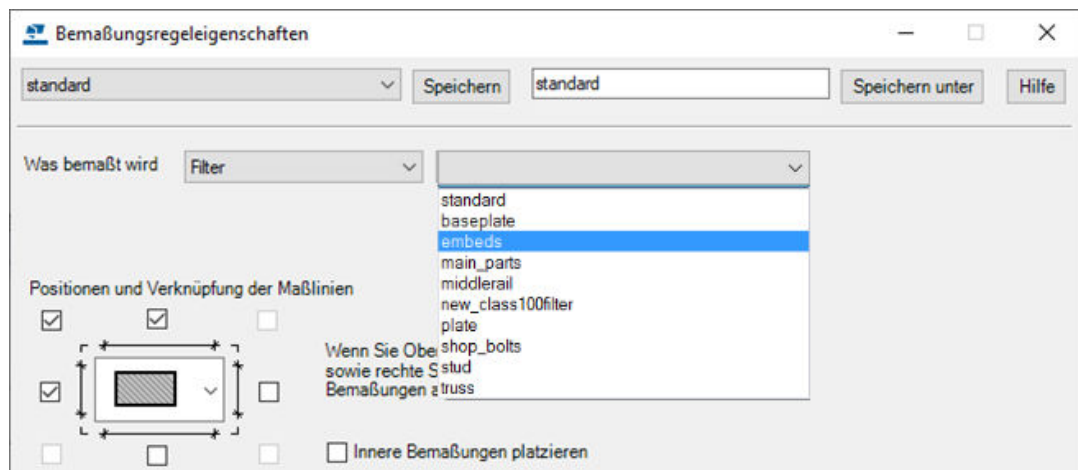 Bemaßungsregeleigenschaften
standard Speichern standard Speichern unter Hilfe
Was bemaßt wird Filter
standard
baseplate
embeds
main_parts
middlerail
new_class100filter
plate
shop_bolts
stud
truss
Positionen und Verknüpfung der Maßlinien
Wenn Sie
sowie rechte
Bemaßungen
Innere Bemaßungen platzieren